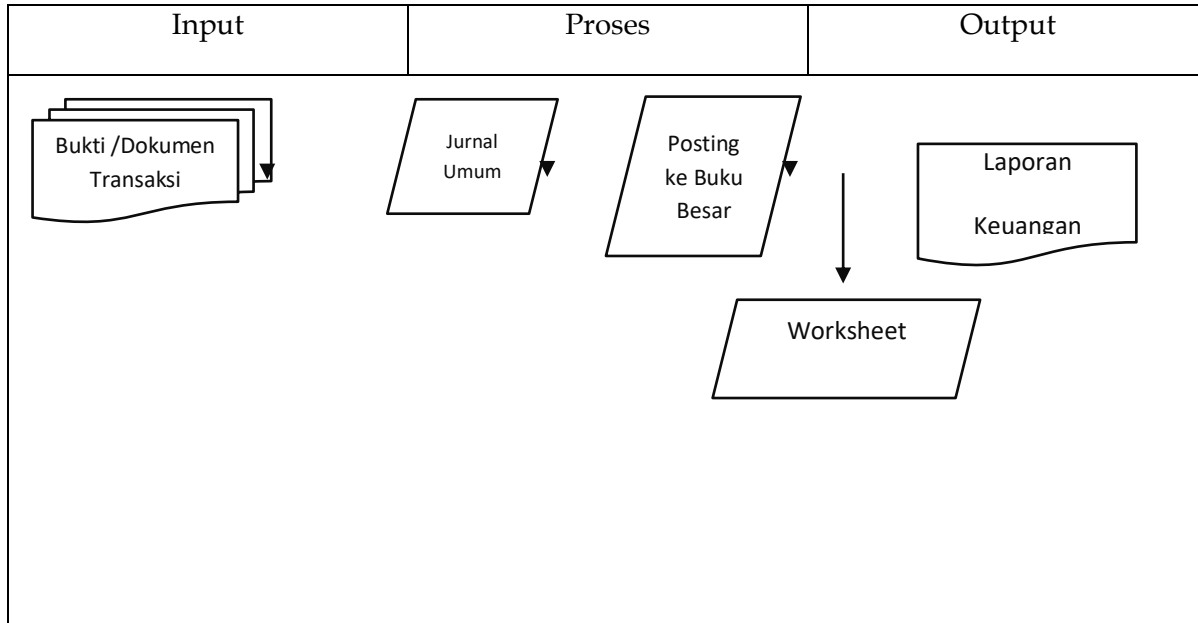 Input
Proses
Output
Bukti /Dokumen
Transaksi
Jurnal
Umum
Posting
ke Buku
Besar
Laporan
Keuangan
Worksheet